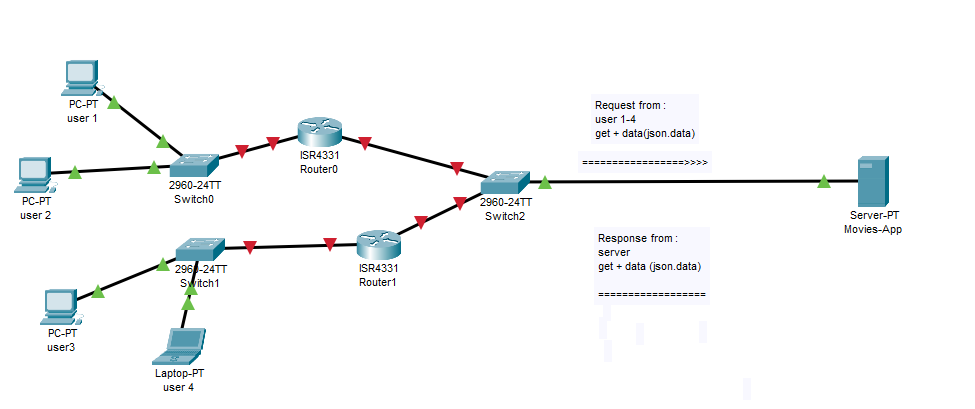 PC-PT
user 1
PC-PT
user 2
2960-24TT
Switch0
ISR4331
Router0
2960-24TT
Switch1
ISR4331
Router1
PC-PT
user3
Laptop-PT
user 4
2960-24TT
Switch2
Request from :
user 1-4
get + data(json.data)
==================>>>>
Server-PT
Movies-App
Response from :
server
get + data (json.data)
==================